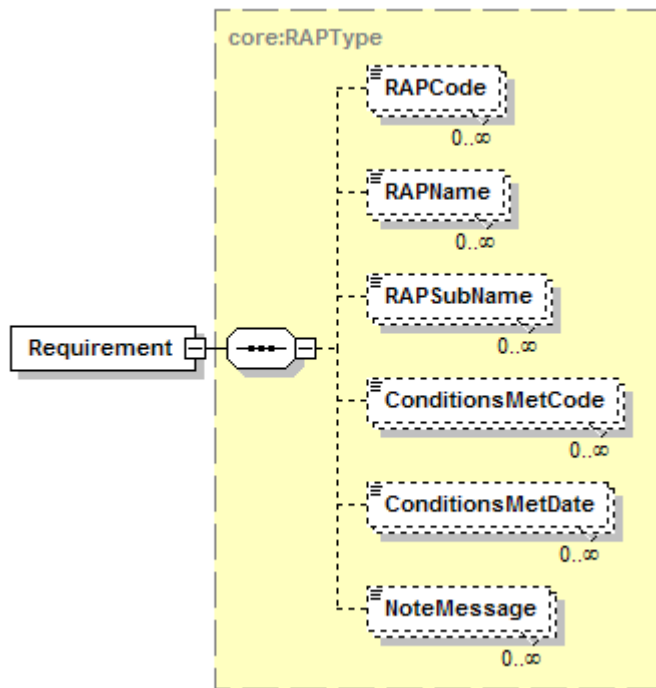 core:RAPType
RAPCode
0..∞
RAPName
0..∞
RAPSubName
0..∞
Requirement
ConditionsMetCode
0..∞
ConditionsMetDate
0..∞
NoteMessage
0..∞